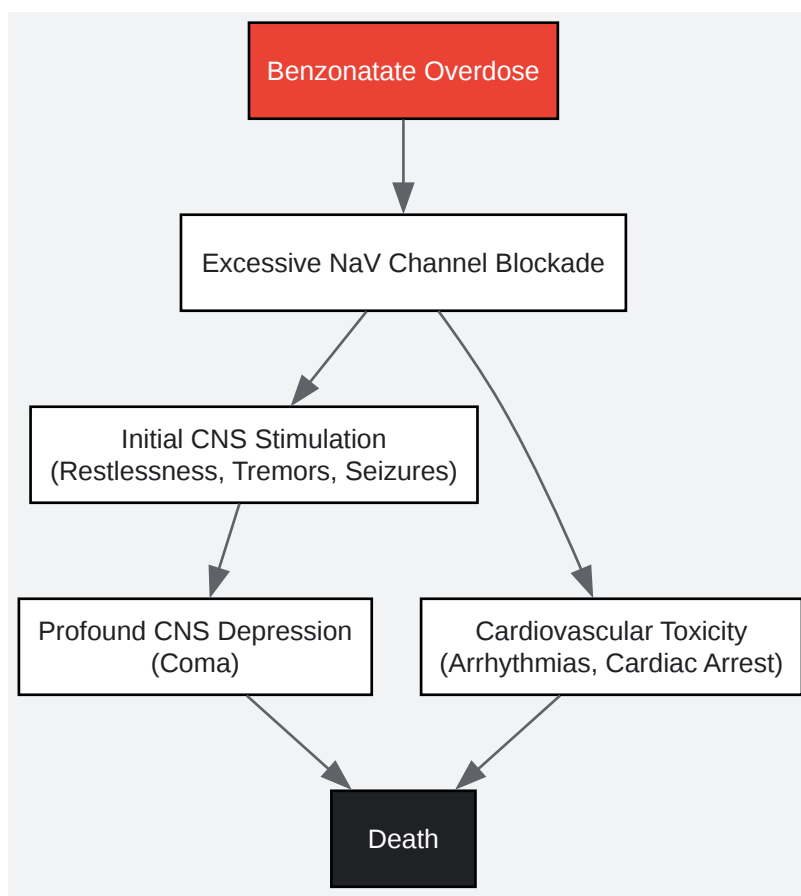 Benzonatate Overdose
Excessive NaV Channel Blockade
Initial CNS Stimulation
(Restlessness, Tremors, Seizures)
Profound CNS Depression
(Coma)
Cardiovascular Toxicity
(Arrhythmias, Cardiac Arrest)
Death